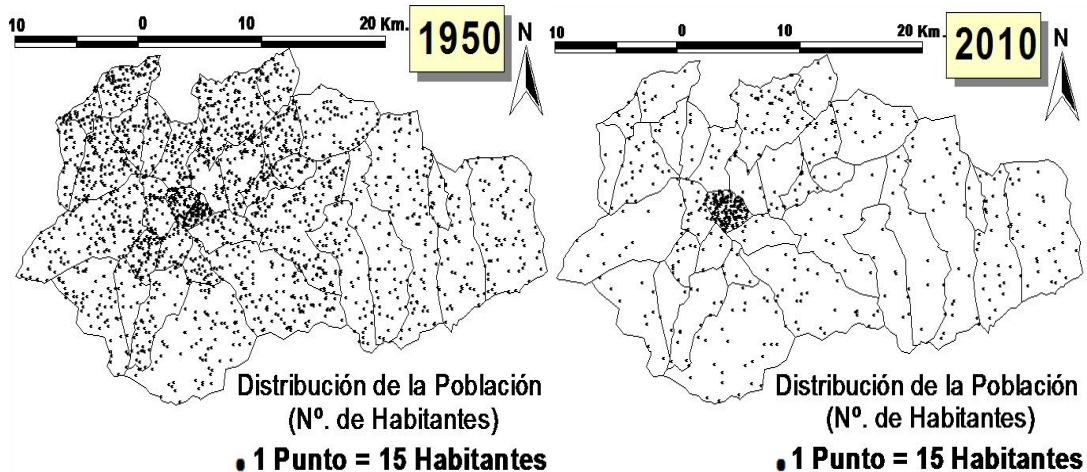 10 0 10 20 Km.
1950
N
Distribución de la Población
(Nº. de Habitantes)
1 Punto = 15 Habitantes
10 0 10 20 Km.
2010
N
Distribución de la Población
(Nº. de Habitantes)
1 Punto = 15 Habitantes